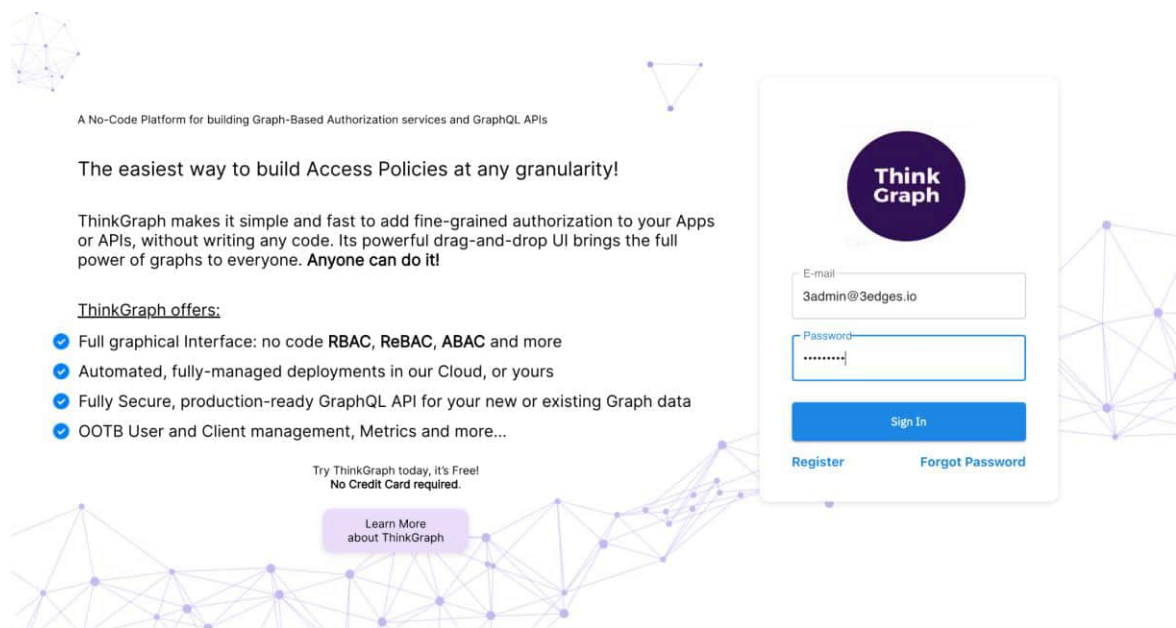 A No-Code Platform for building Graph-Based Authorization services and GraphQL APIs
The easiest way to build Access Policies at any granularity!
ThinkGraph makes it simple and fast to add fine-grained authorization to your Apps
or APIs, without writing any code. Its powerful drag-and-drop UI brings the full
power of graphs to everyone. Anyone can do it!
ThinkGraph offers:
Full graphical Interface: no code RBAC, ReBAC, ABAC and more
Automated, fully-managed deployments in our Cloud, or yours
Fully Secure, production-ready GraphQL API for your new or existing Graph data
OOTB User and Client management, Metrics and more...
Try ThinkGraph today, it's Free!
No Credit Card required.
Learn More
about ThinkGraph
Think
Graph
E-mail
3admin@3edges.io
Password
•••••••••
Sign In
Register Forgot Password